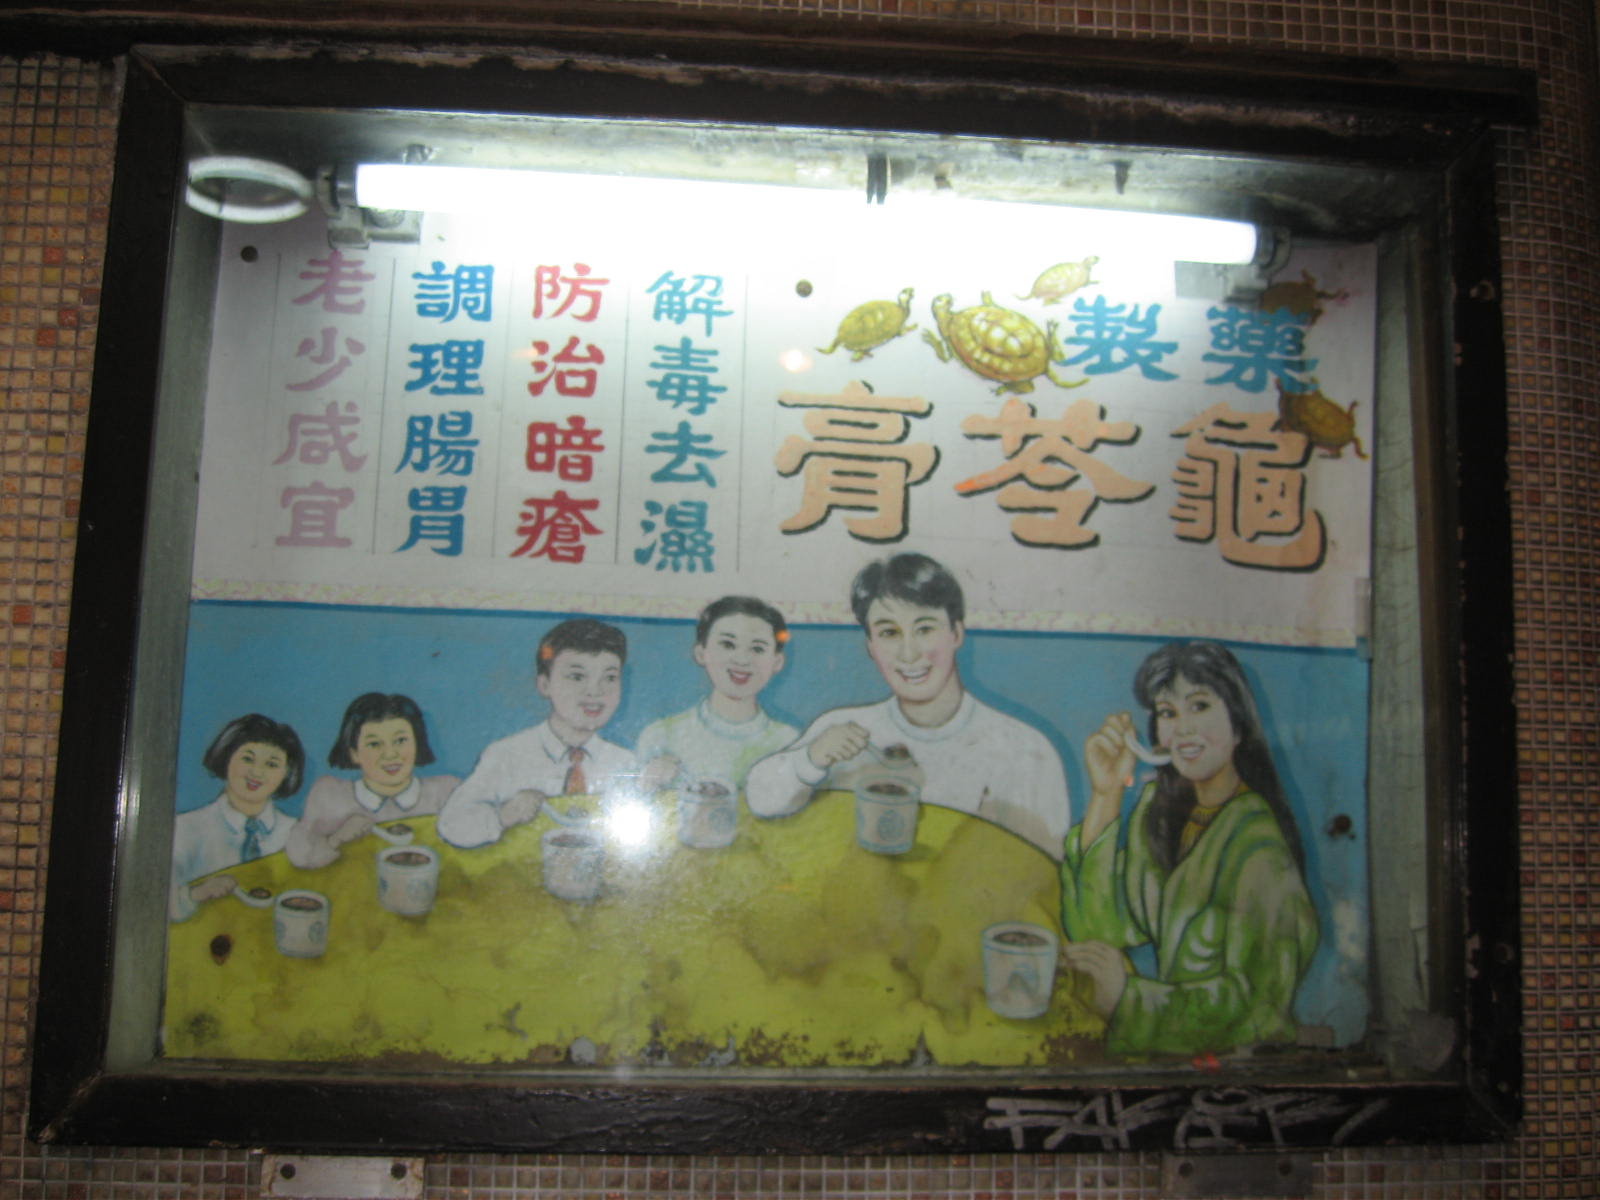 藥製
龜苓膏
解毒去濕
防治暗瘡
調理腸胃
老少咸宜